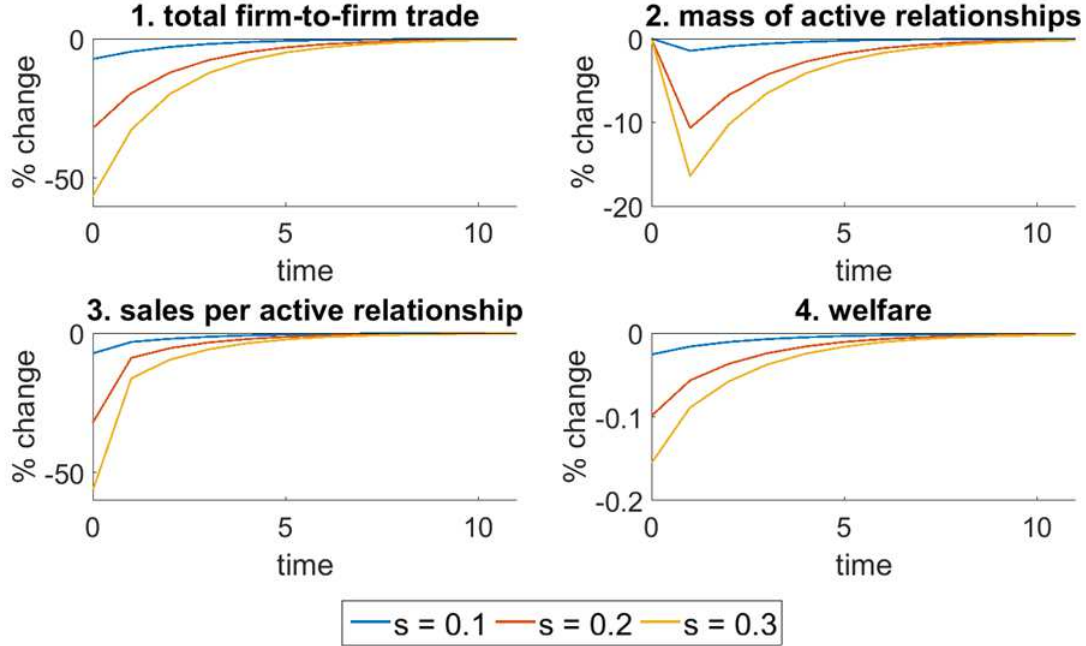 1. total firm-to-firm trade
0
-50
% change
0 5 10
time
2. mass of active relationships
0
-10
-20
% change
0 5 10
time
3. sales per active relationship
0
-50
% change
0 5 10
time
4. welfare
0
-0.1
-0.2
% change
0 5 10
time
s = 0.1 s = 0.2 s = 0.3